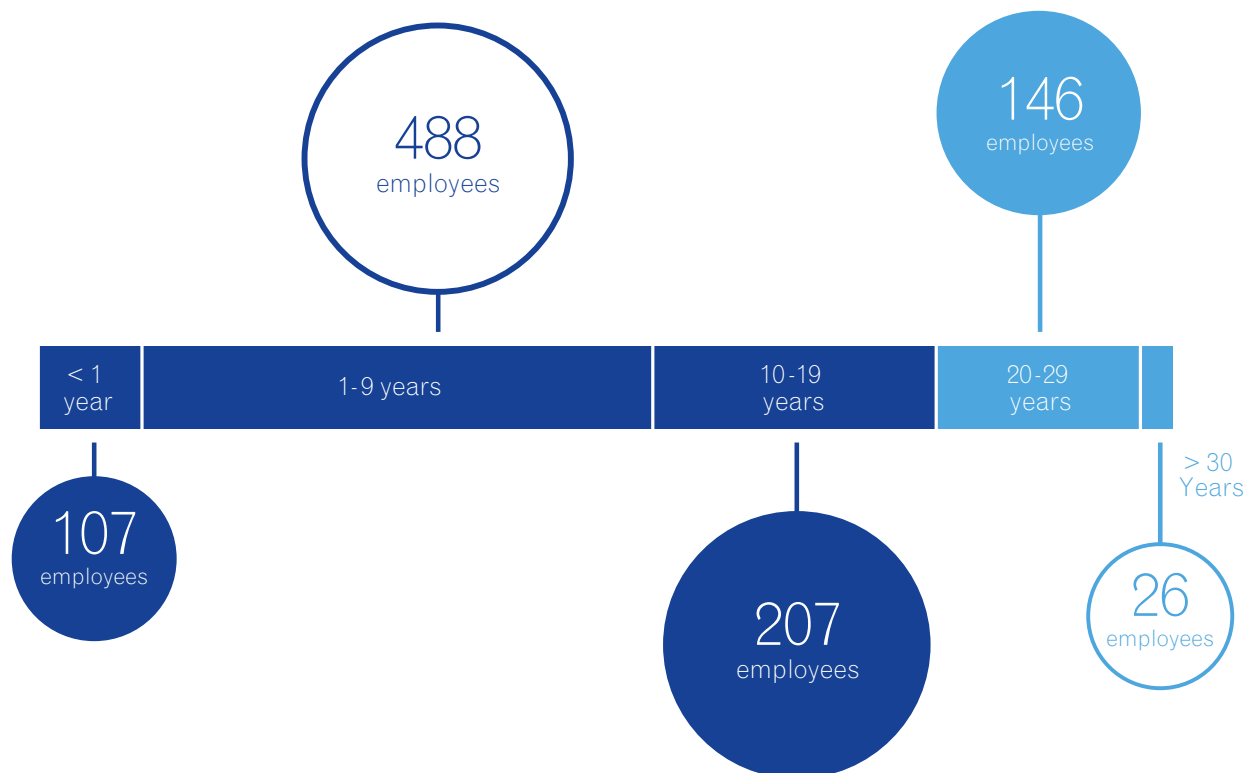 488
employees
146
employees
< 1
year
1-9 years
10-19
years
20-29
years
> 30
Years
107
employees
207
employees
26
employees